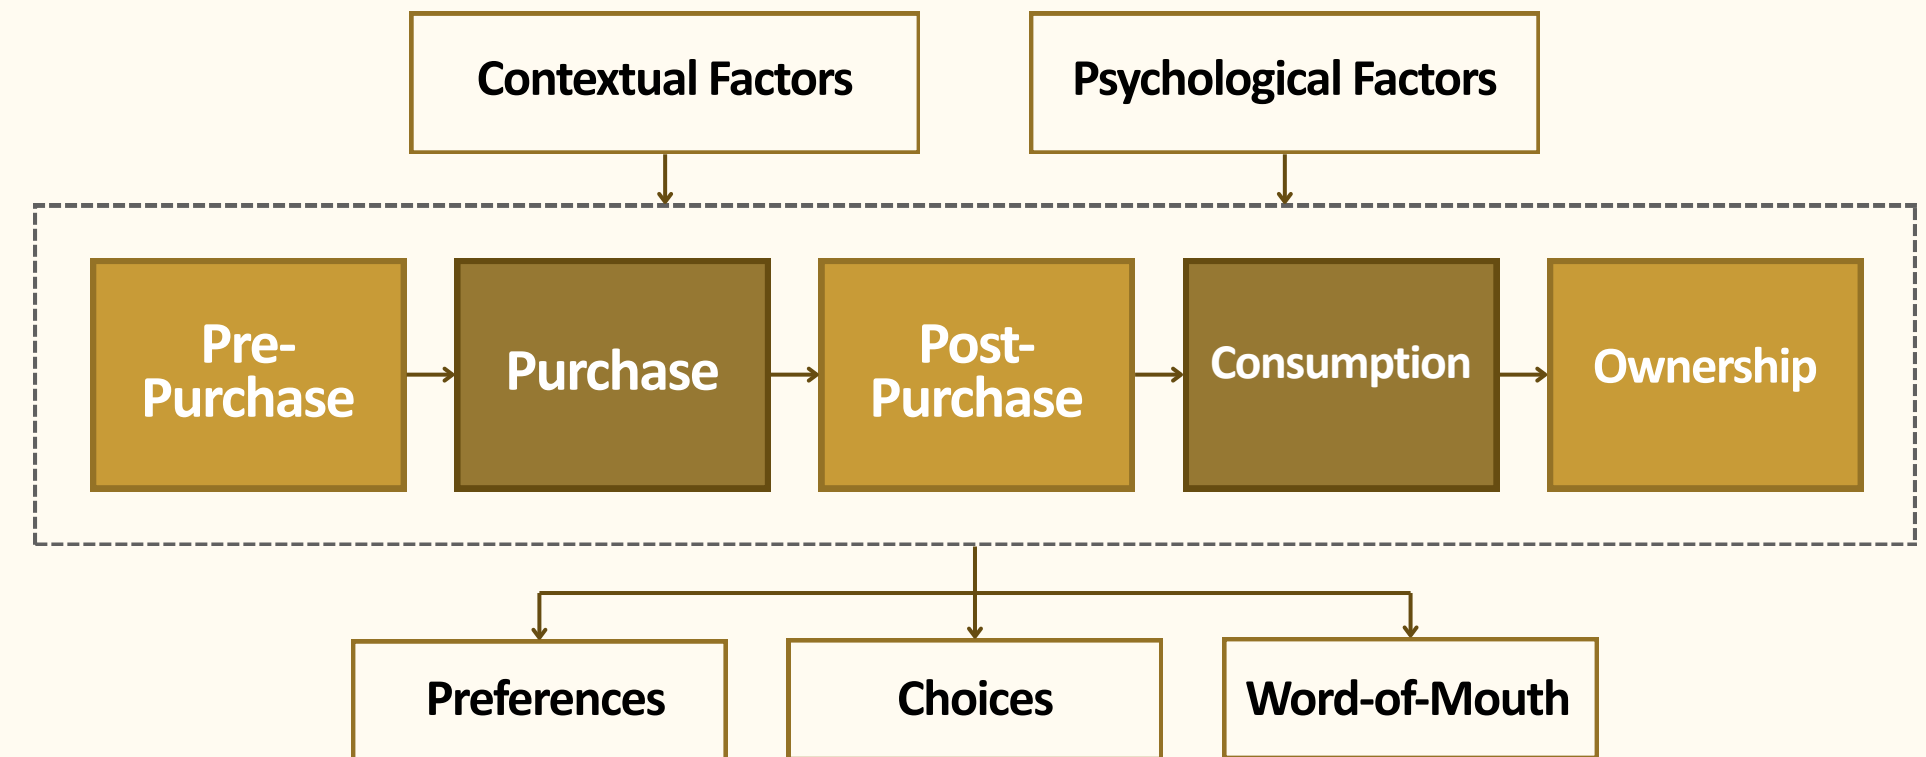 Contextual Factors
Psychological Factors
Pre-
Purchase
Purchase
Post-
Purchase
Consumption
Ownership
Preferences
Choices
Word-of-Mouth